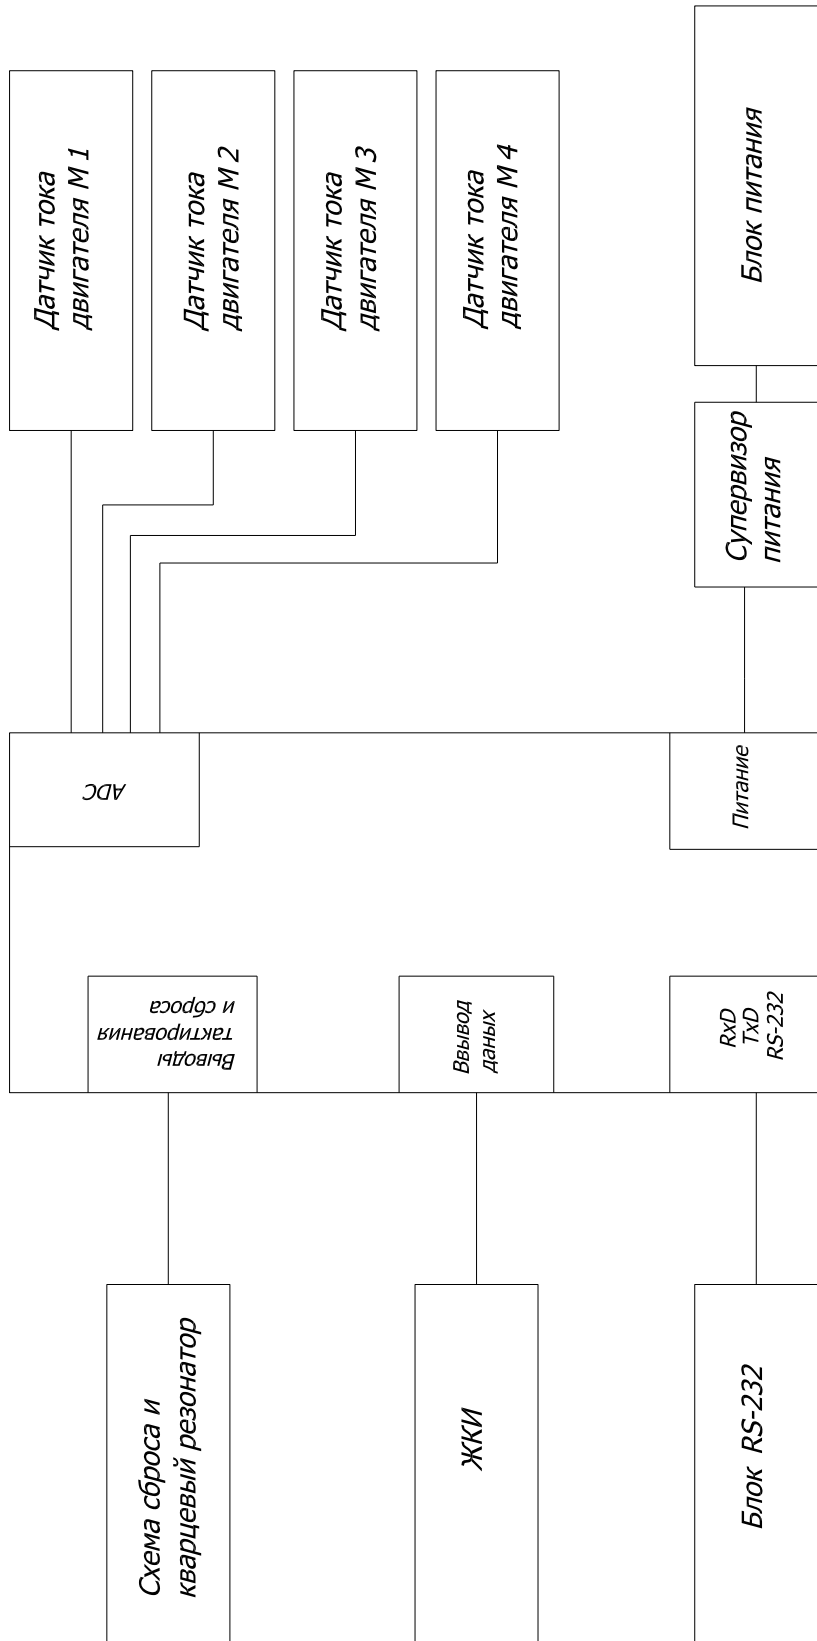 Датчик тока
двигателя М 1
Датчик тока
двигателя М 2
Датчик тока
двигателя М 3
Датчик тока
двигателя М 4
Блок питания
Супервизор
питания
ADC
Питание
Выводы
тактирования
и сброса
Ввывод
даных
RxD
TxD
RS-232
Схема сброса и
кварцевый резонатор
ЖКИ
Блок RS-232